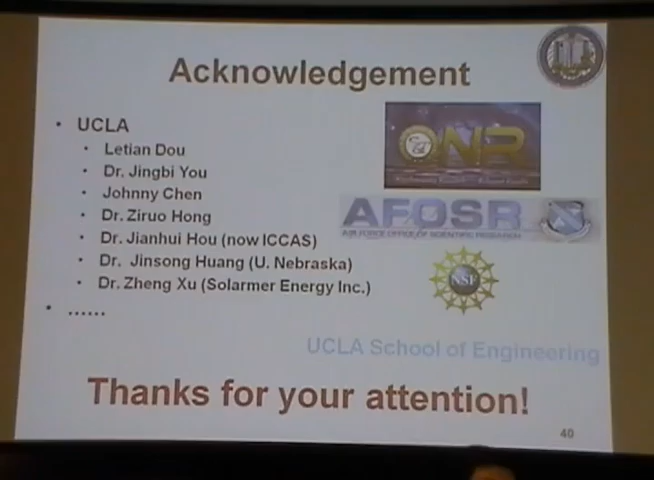 Acknowledgement
• UCLA
• Letian Dou
• Dr. Jingbi You
• Johnny Chen
• Dr. Ziruo Hong
• Dr. Jianhui Hou (now ICCAS)
• Dr. Jinsong Huang (U. Nebraska)
• Dr. Zheng Xu (Solarmer Energy Inc.)
• ......
ONR
AFOSR
AIR FORCE OFFICE OF SCIENTIFIC RESEARCH
NSF
UCLA School of Engineering
Thanks for your attention!
40